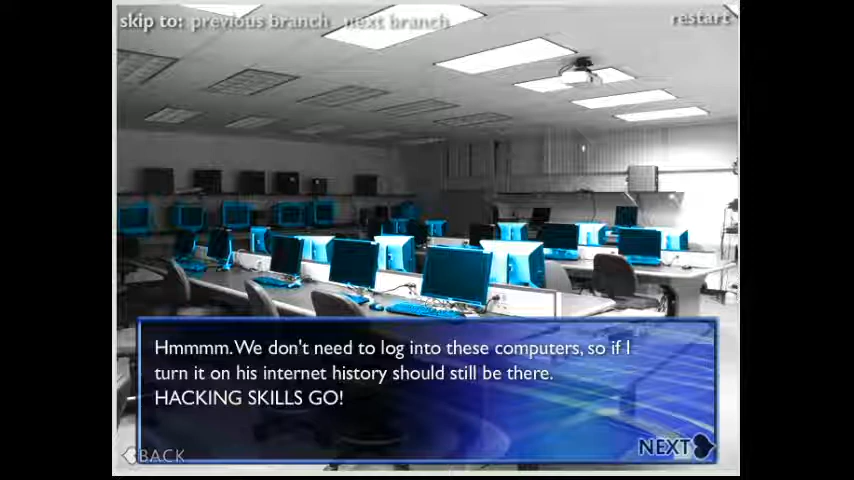 skip to: previous branch next branch
restart
Hmmmm. We don't need to log into these computers, so if I
turn it on his internet history should still be there.
HACKING SKILLS GO!
BACK
NEXT